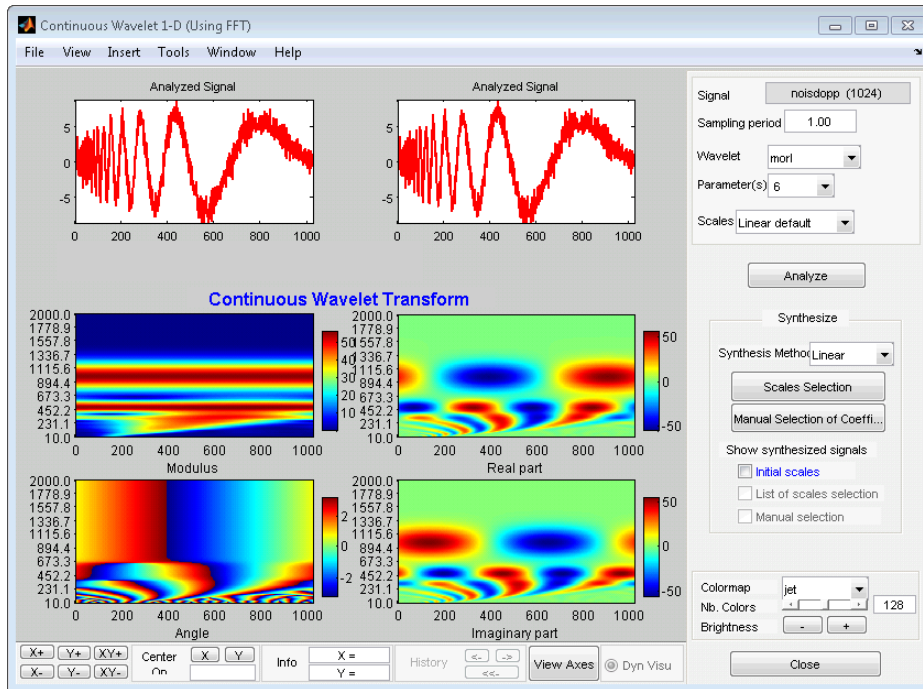 Continuous Wavelet 1-D (Using FFT)
File View Insert Tools Window Help
Analyzed Signal
5
0
-5
0 200 400 600 800 1000
Analyzed Signal
5
0
-5
0 200 400 600 800 1000
Continuous Wavelet Transform
2000.0
1778.9
1557.8
1336.7
1115.6
894.4
673.3
452.2
231.1
10.0
0 200 400 600 800 1000
50
40
30
20
10
Modulus
2000.0
1778.9
1557.8
1336.7
1115.6
894.4
673.3
452.2
231.1
10.0
0 200 400 600 800 1000
50
0
-50
Real part
2000.0
1778.9
1557.8
1336.7
1115.6
894.4
673.3
452.2
231.1
10.0
0 200 400 600 800 1000
2
0
-2
Angle
2000.0
1778.9
1557.8
1336.7
1115.6
894.4
673.3
452.2
231.1
10.0
0 200 400 600 800 1000
50
0
-50
Imaginary part
Signal noisdopp (1024)
Sampling period 1.00
Wavelet morl
Parameter(s) 6
Scales Linear default
Analyze
Synthesize
Synthesis Method Linear
Scales Selection
Manual Selection of Coeffi...
Show synthesized signals
Initial scales
List of scales selection
Manual selection
Colormap jet
Nb. Colors 128
Brightness - +
Close
X+ Y+ XY+
X- Y- XY-
Center On
X Y
Info
X =
Y =
History
<- ->
<<-
View Axes
Dyn Visu